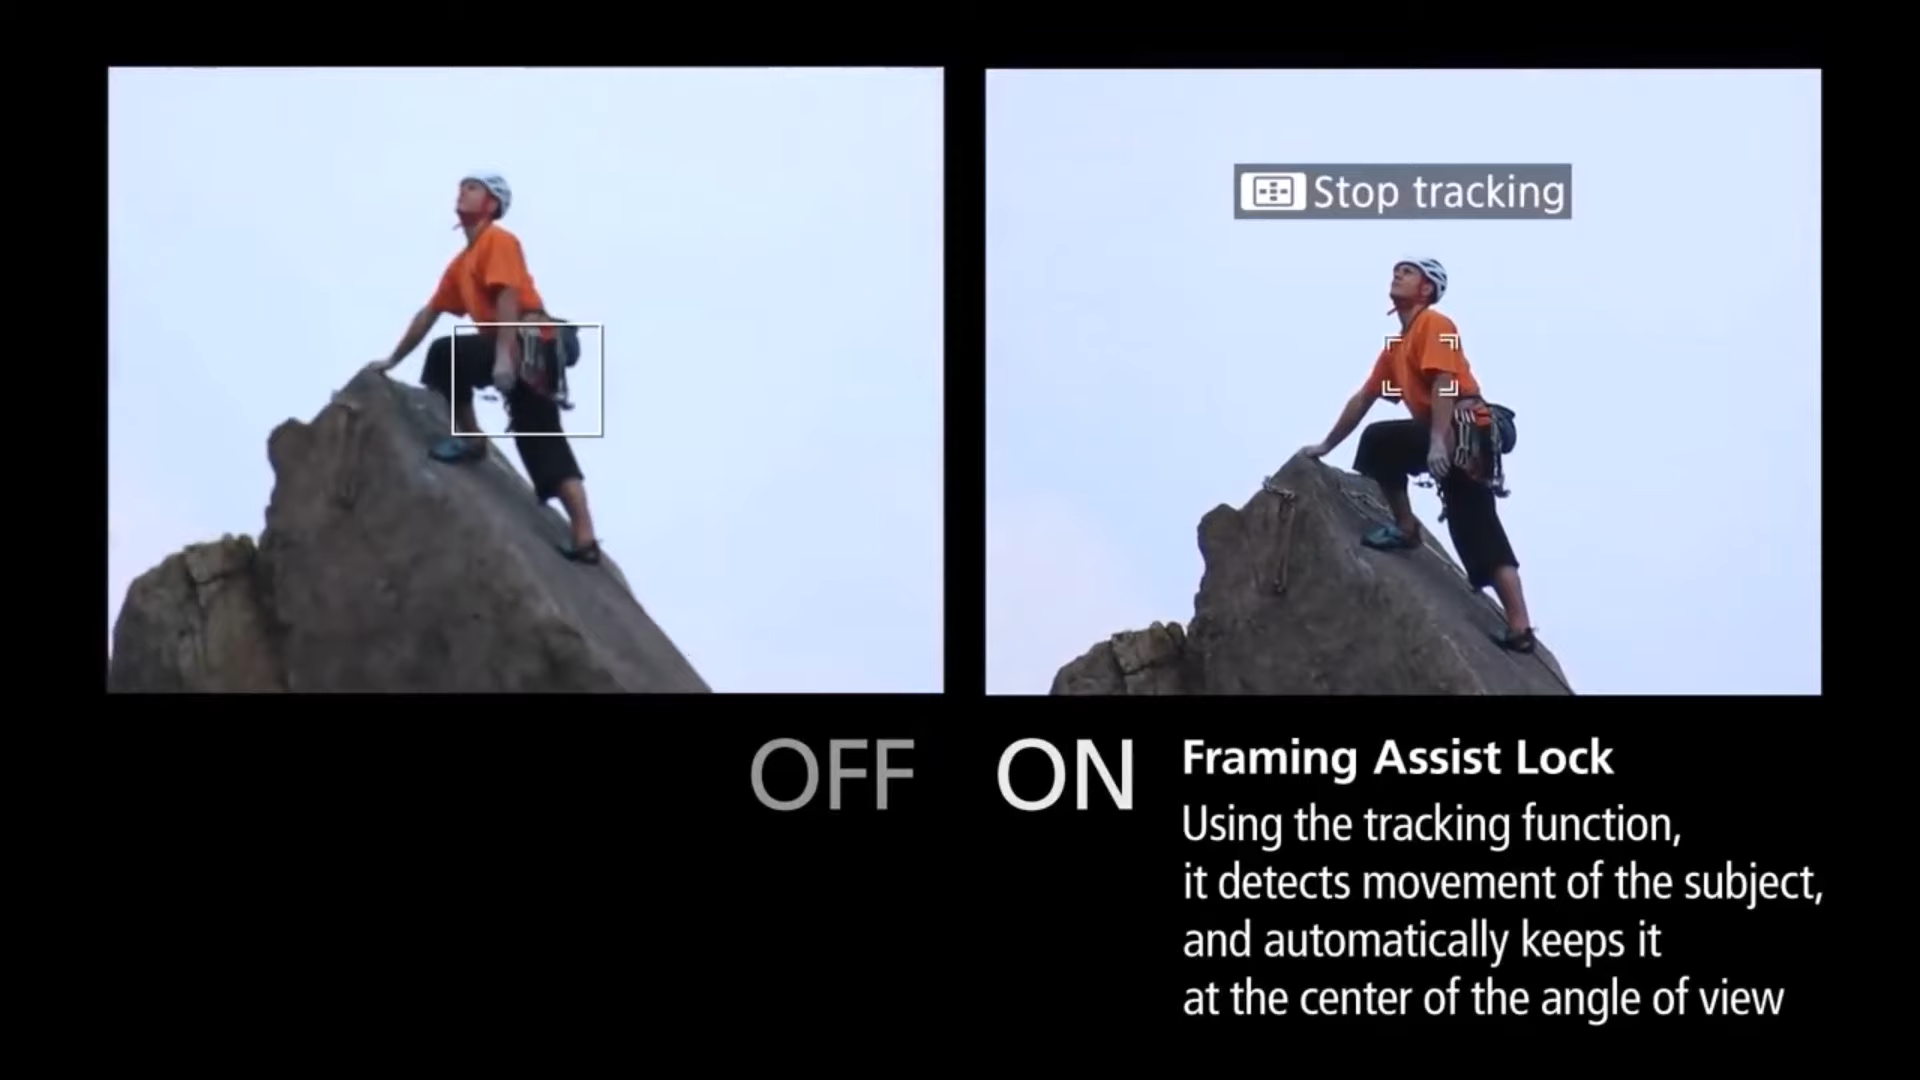 Stop tracking
OFF
ON
Framing Assist Lock
Using the tracking function,
it detects movement of the subject,
and automatically keeps it
at the center of the angle of view